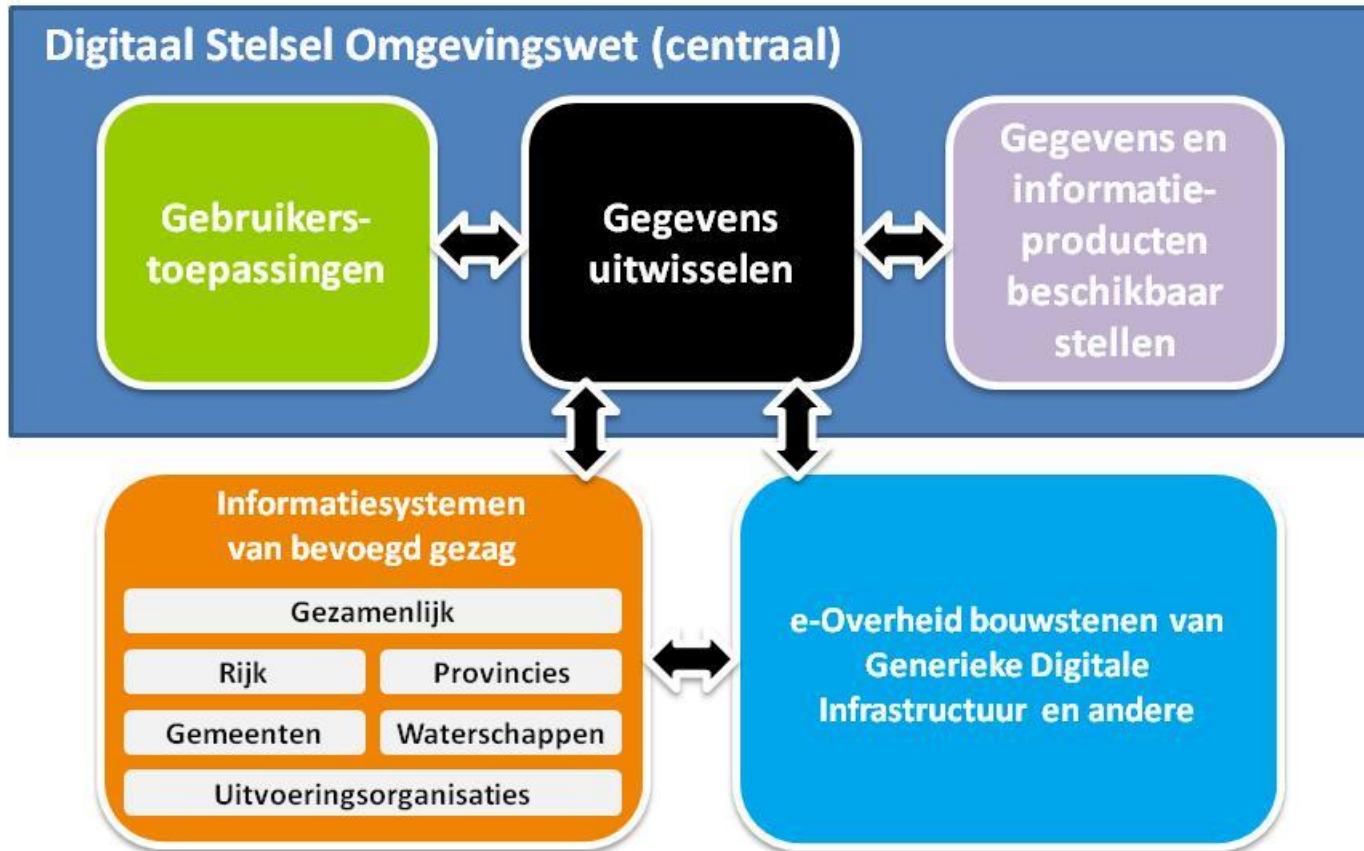 Digitaal Stelsel Omgevingswet (centraal)
Gebruikers-
toepassingen
Gegevens
uitwisselen
Gegevens en
informatie-
producten
beschikbaar
stellen
Informatiesystemen
van bevoegd gezag
Gezamenlijk
Rijk
Provincies
Gemeenten
Waterschappen
Uitvoeringsorganisaties
e-Overheid bouwstenen van
Generieke Digitale
Infrastructuur en andere